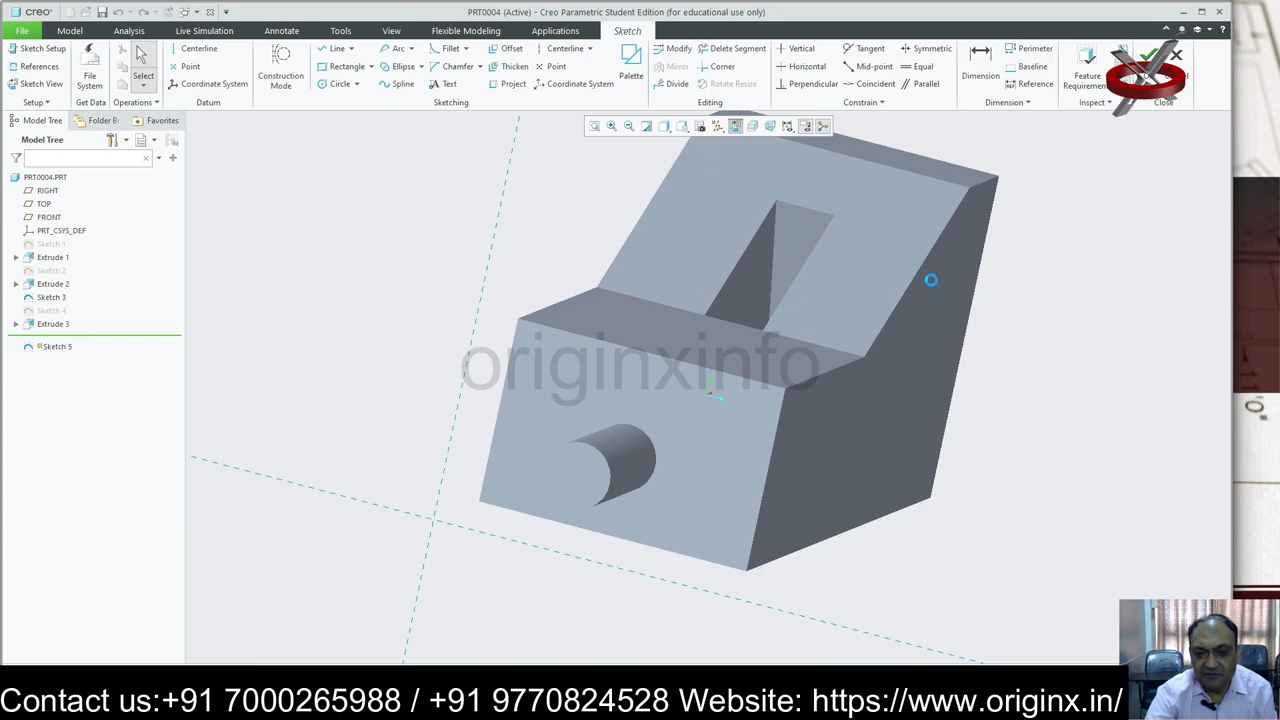 creo
PRT0004 (Active) - Creo Parametric Student Edition (for educational use only)
File Model Analysis Live Simulation Annotate Tools View Flexible Modeling Applications Sketch
Sketch Setup
References
Sketch View
Setup
File System
Get Data
Select
Operations
Centerline
Point
Coordinate System
Datum
Construction Mode
Line Arc Fillet Offset Centerline
Rectangle Ellipse Chamfer Thicken Point
Circle Spline Text Project Coordinate System
Palette
Sketching
Modify Delete Segment
Mirror Corner
Divide Rotate Resize
Editing
Vertical Tangent Symmetric
Horizontal Mid-point Equal
Perpendicular Coincident Parallel
Constrain
Dimension
Perimeter
Baseline
Reference
Dimension
Feature Requirements
Inspect
Close
Model Tree Folder Br Favorites
Model Tree
PRT0004.PRT
RIGHT
TOP
FRONT
PRT_CSYS_DEF
Sketch 1
Extrude 1
Sketch 2
Extrude 2
Sketch 3
Sketch 4
Extrude 3
Sketch 5
originxinfo
Contact us:+91 7000265988 / +91 9770824528 Website: https://www.originx.in/